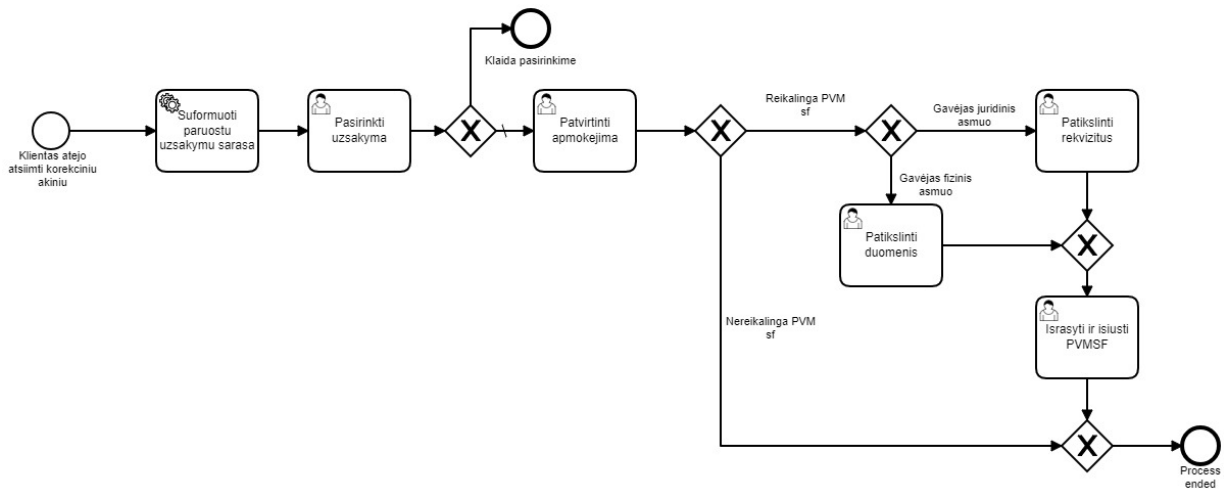 Klaida pasirinkime
Klientas atejo
atsiimti korekciniu
akiniu
Suformuoti
paruostu
uzsakymu sarasa
Pasirinkti
uzsakyma
Patvirtinti
apmokejima
Reikalinga PVM
sf
Gavėjas juridinis
asmuo
Patikslinti
rekvizitus
Gavėjas fizinis
asmuo
Patikslinti
duomenis
Nereikalinga PVM
sf
Israsyti ir isiusti
PVMSF
Process
ended